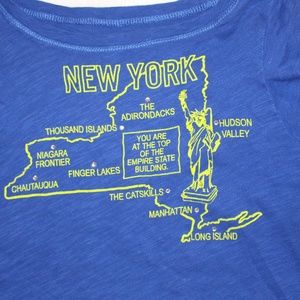 NEW YORK
THE
ADIRONDACKS
THOUSAND ISLANDS
HUDSON
VALLEY
YOU ARE
AT THE TOP
OF THE
EMPIRE STATE
BUILDING.
NIAGARA
FRONTIER
FINGER LAKES
CHAUTAUQUA
THE CATSKILLS
MANHATTAN
LONG ISLAND